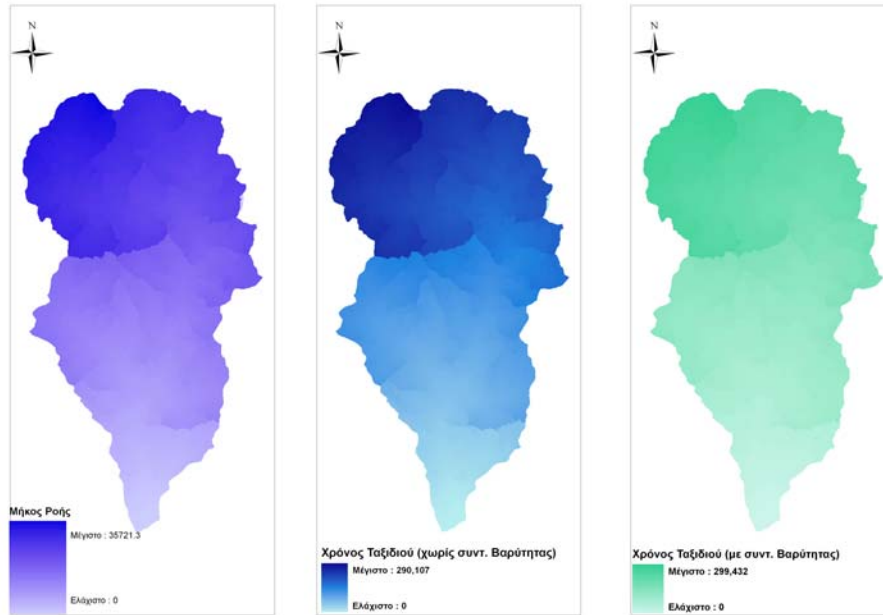 N
N
N
Μήκος Ροής
Μέγιστο : 35721.3
Ελάχιστο : 0
Χρόνος Ταξιδιού (χωρίς συντ. Βαρύτητας)
Μέγιστο : 290,107
Ελάχιστο : 0
Χρόνος Ταξιδιού (με συντ. Βαρύτητας)
Μέγιστο : 299,432
Ελάχιστο : 0